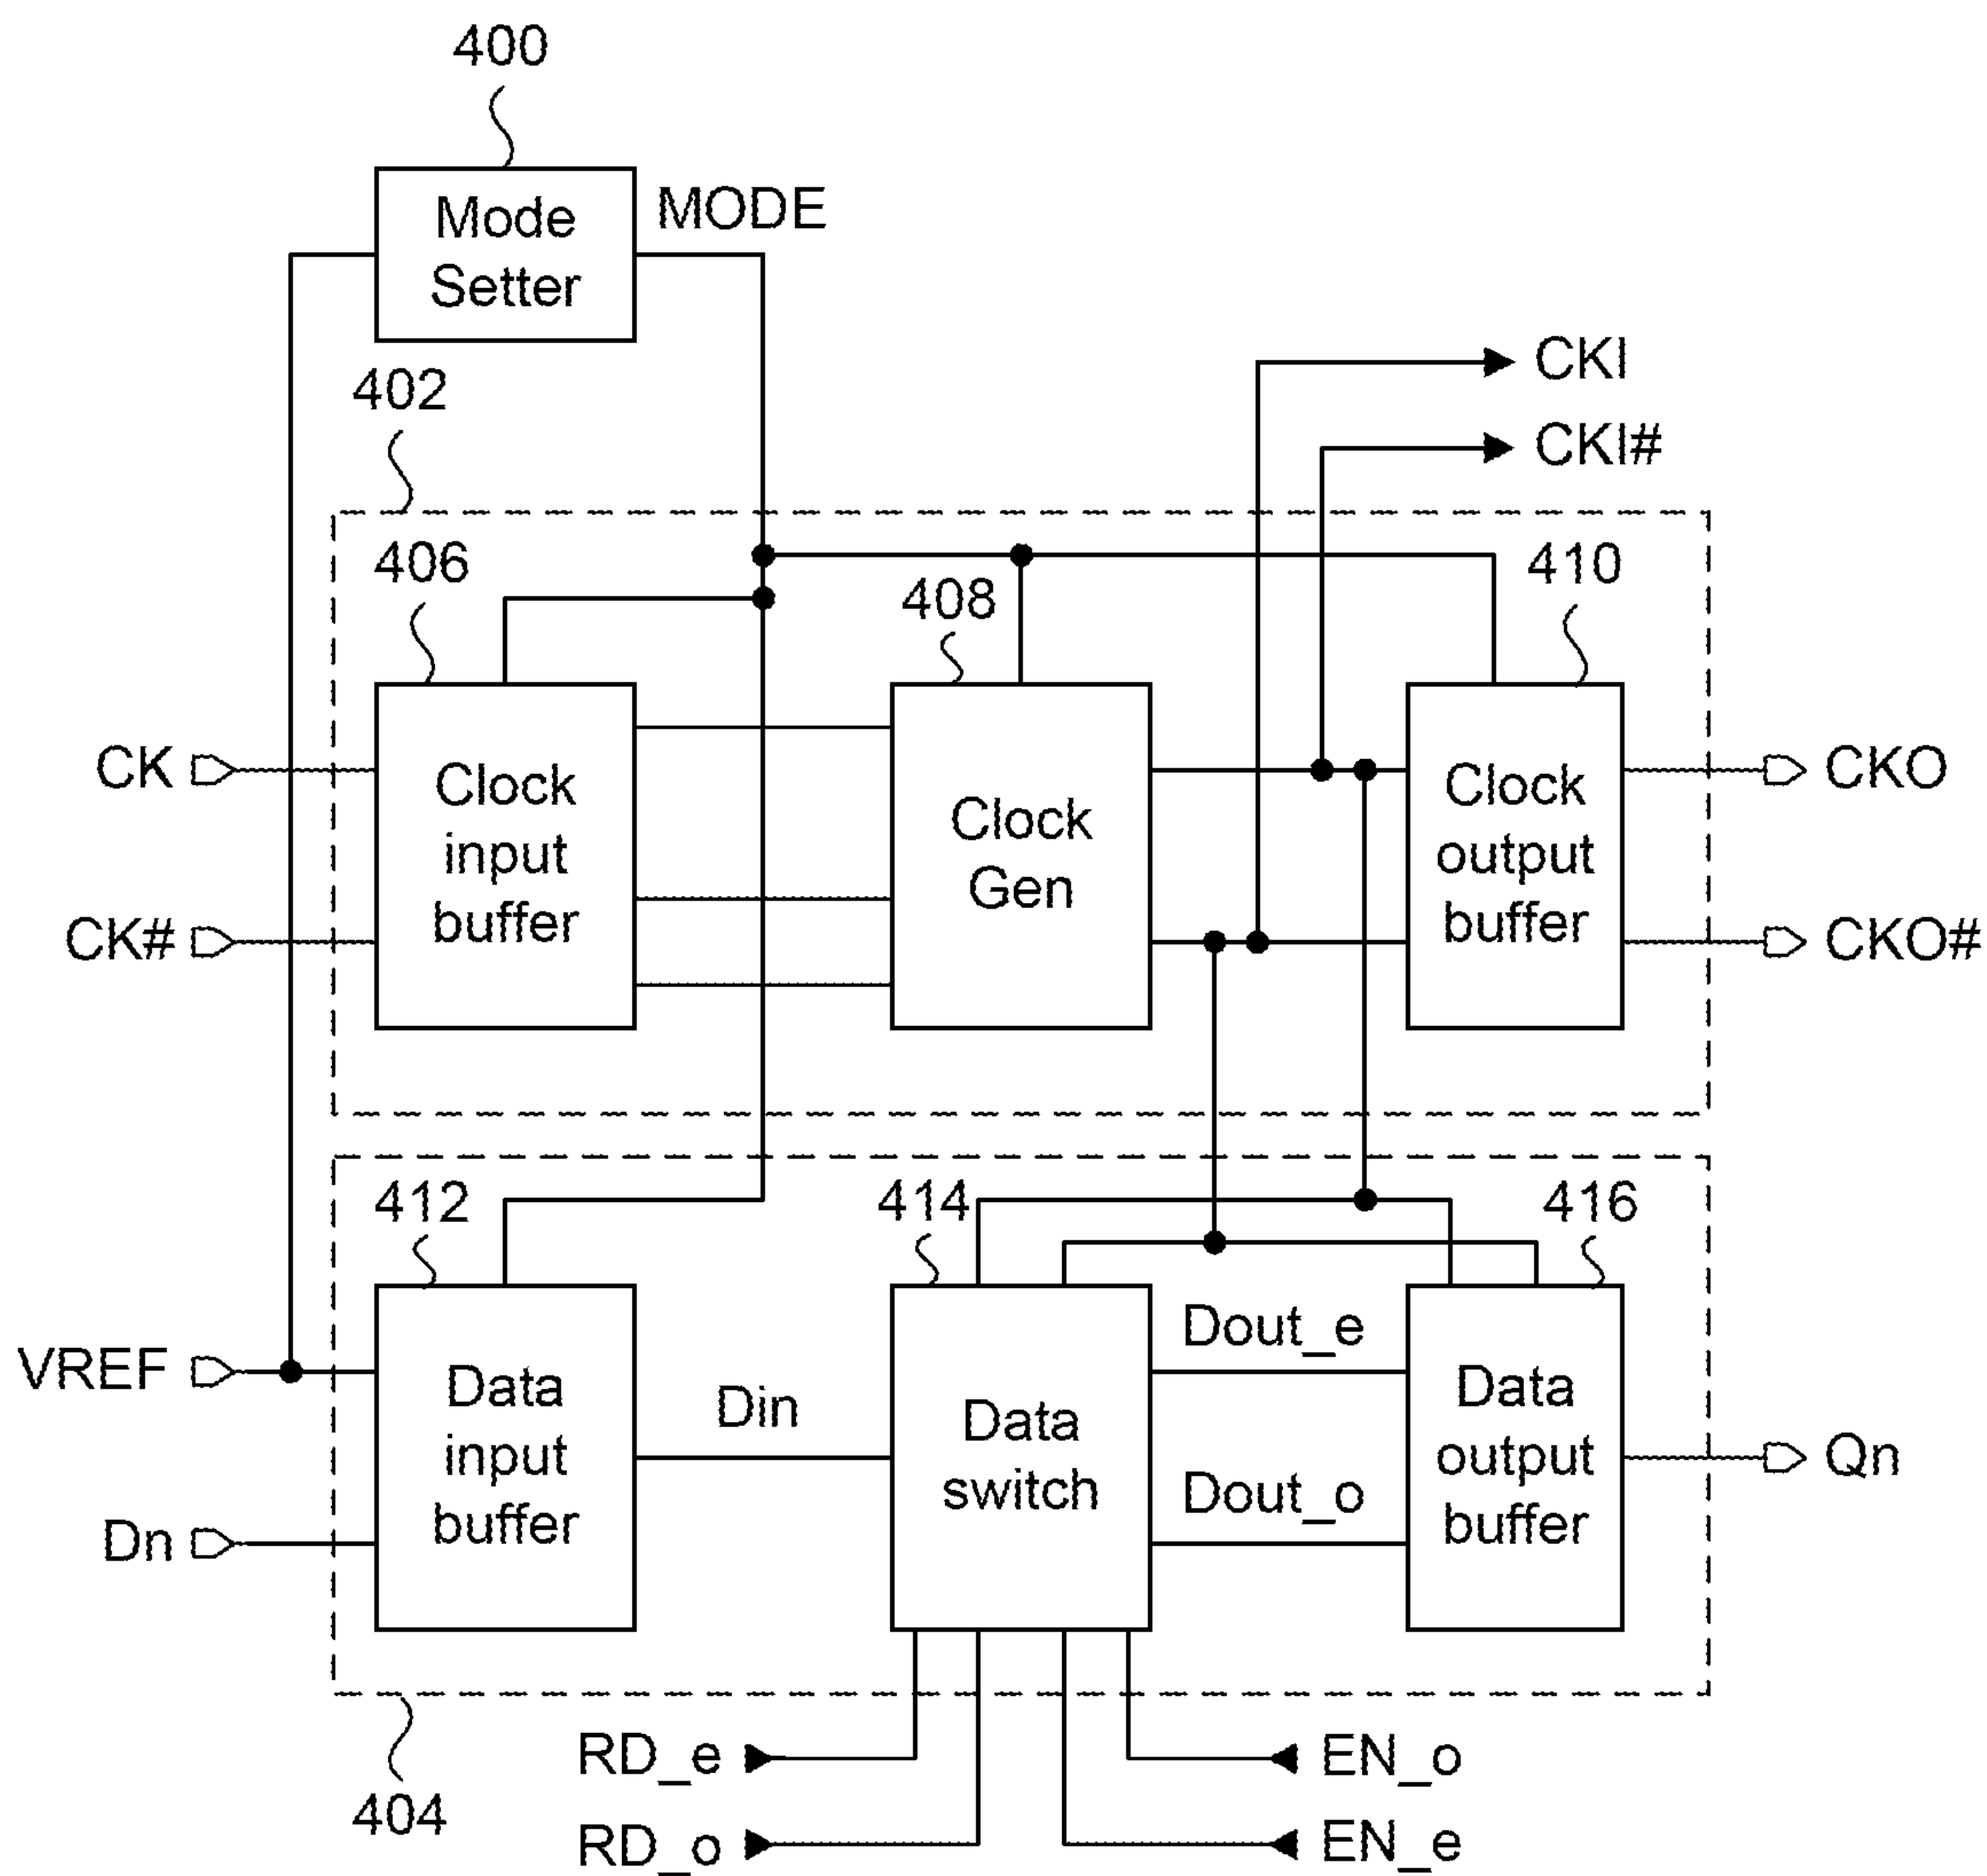 400
Mode
Setter
MODE
402
CKI
CKI#
406
408
410
CK
CK#
Clock
input
buffer
Clock
Gen
Clock
output
buffer
CKO
CKO#
412
414
416
VREF
Dn
Data
input
buffer
Din
Data
switch
Dout_e
Dout_o
Data
output
buffer
Qn
404
RD_e
RD_o
EN_o
EN_e